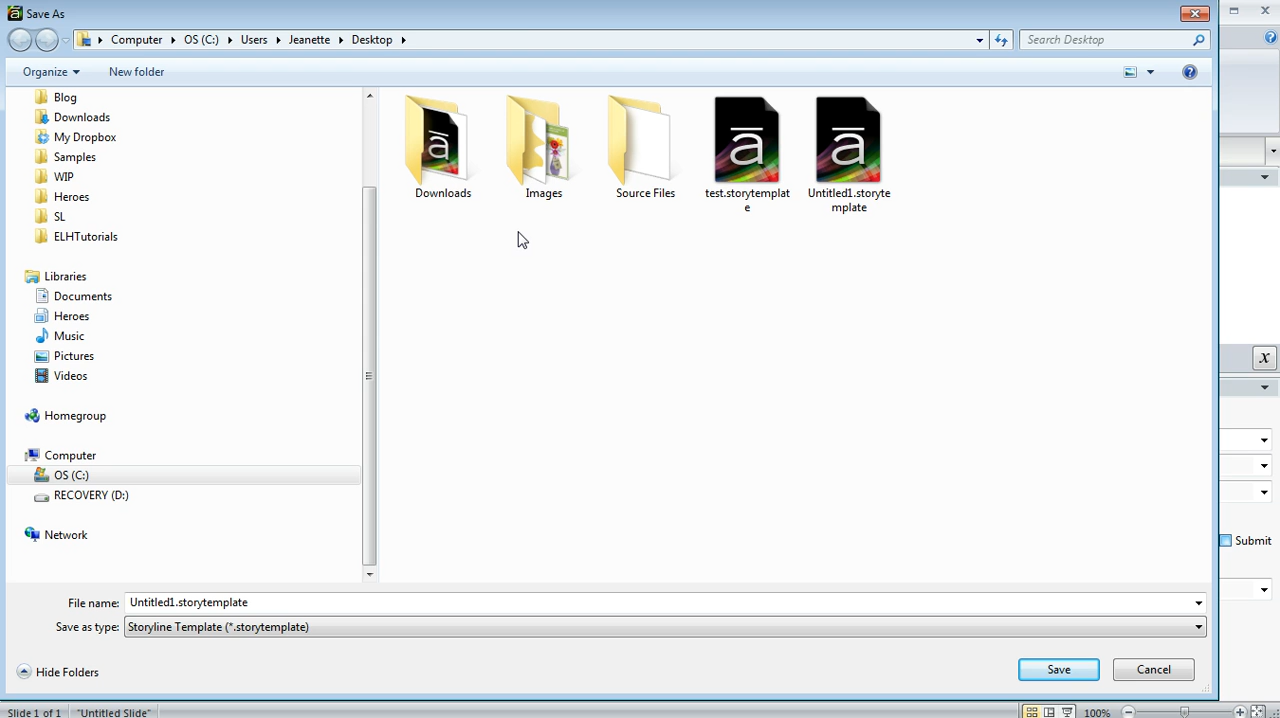 Save As
Computer OS (C:) Users Jeanette Desktop
Search Desktop
Organize New folder
Blog
Downloads
My Dropbox
Samples
WIP
Heroes
SL
ELHTutorials
Libraries
Documents
Heroes
Music
Pictures
Videos
Homegroup
Computer
OS (C:)
RECOVERY (D:)
Network
ā
Downloads
Images
Source Files
ā
test.storytemplat
e
ā
Untitled1.storyte
mplate
File name: Untitled1.storytemplate
Save as type: Storyline Template (*.storytemplate)
Hide Folders
Save Cancel
x
Submit
Slide 1 of 1 "Untitled Slide" 100%